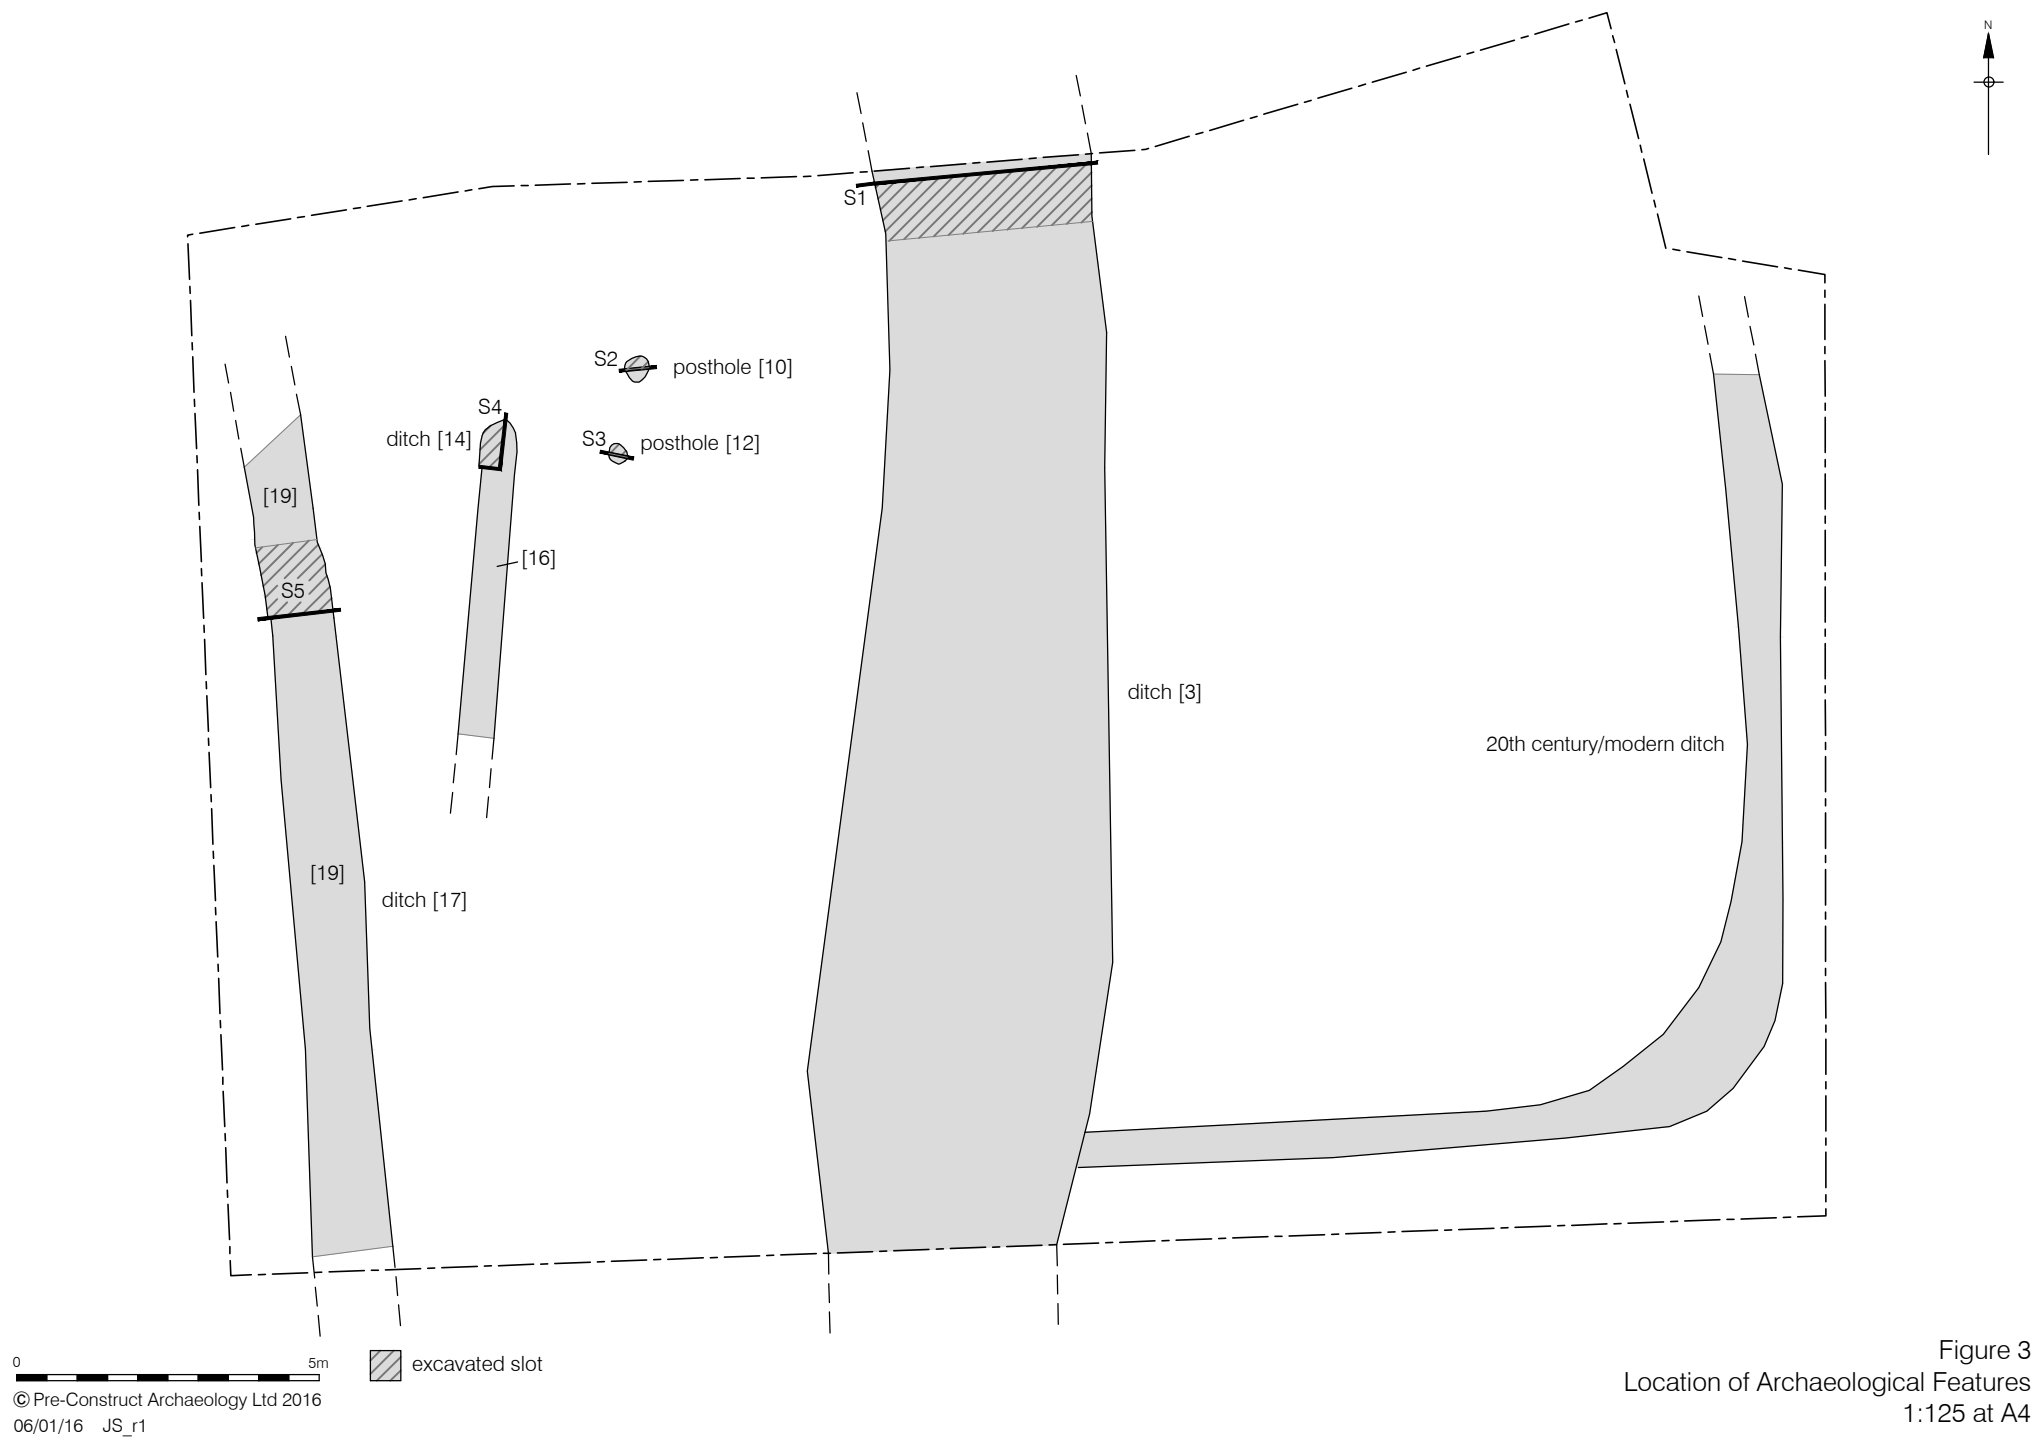 N
S1
S2
posthole [10]
S4
ditch [14]
S3
posthole [12]
[19]
[16]
S5
ditch [3]
20th century/modern ditch
[19]
ditch [17]
0
5m
excavated slot
© Pre-Construct Archaeology Ltd 2016
06/01/16 JS_r1
Figure 3
Location of Archaeological Features
1:125 at A4